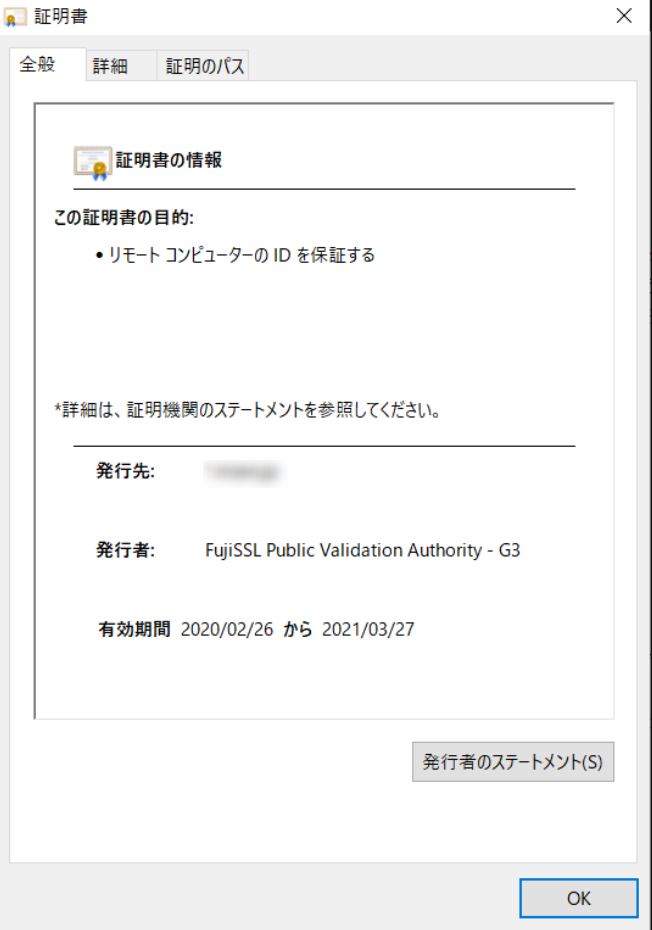 証明書
全般 詳細 証明のパス
証明書の情報
この証明書の目的:
• リモート コンピューターの ID を保証する
*詳細は、証明機関のステートメントを参照してください。
発行先:
発行者: FujiSSL Public Validation Authority - G3
有効期間 2020/02/26 から 2021/03/27
発行者のステートメント(S)
OK